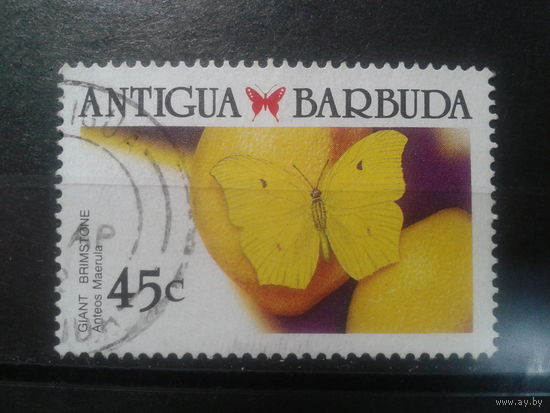 ANTIGUA BARBUDA
GIANT BRIMSTONE
Anteos Maerula
45c
www.ay.by